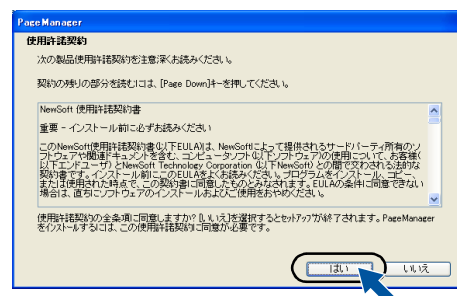 PageManager
使用許諾契約
次の製品使用許諾契約を注意深くお読みください。
契約の残りの部分を読むには、[Page Down]キーを押してください。
NewSoft 使用許諾契約書
重要 - インストール前に必ずお読みください
このNewSoft使用許諾契約書(以下EULA)は、NewSoftによって提供されるサードパーティ所有のソ
フトウェアや関連ドキュメントを含む、コンピュータソフト(以下ソフトウェア)の使用について、お客様(
以下エンドユーザ)とNewSoft Technology Corporation (以下NewSoft)との間で交わされる法的な
契約書です。インストール前にこのEULAをよくお読みください。プログラムをインストール、コピー、
または使用された時点で、この契約書に同意したものとみなされます。EULAの条件に同意できない
場合は、直ちにソフトウェアのインストールおよびご使用をおやめください。
使用許諾契約の全条項に同意しますか? [いいえ]を選択するとセットアップが終了されます。PageManager
をインストールするには、この使用許諾契約に同意が必要です。
はい
いいえ